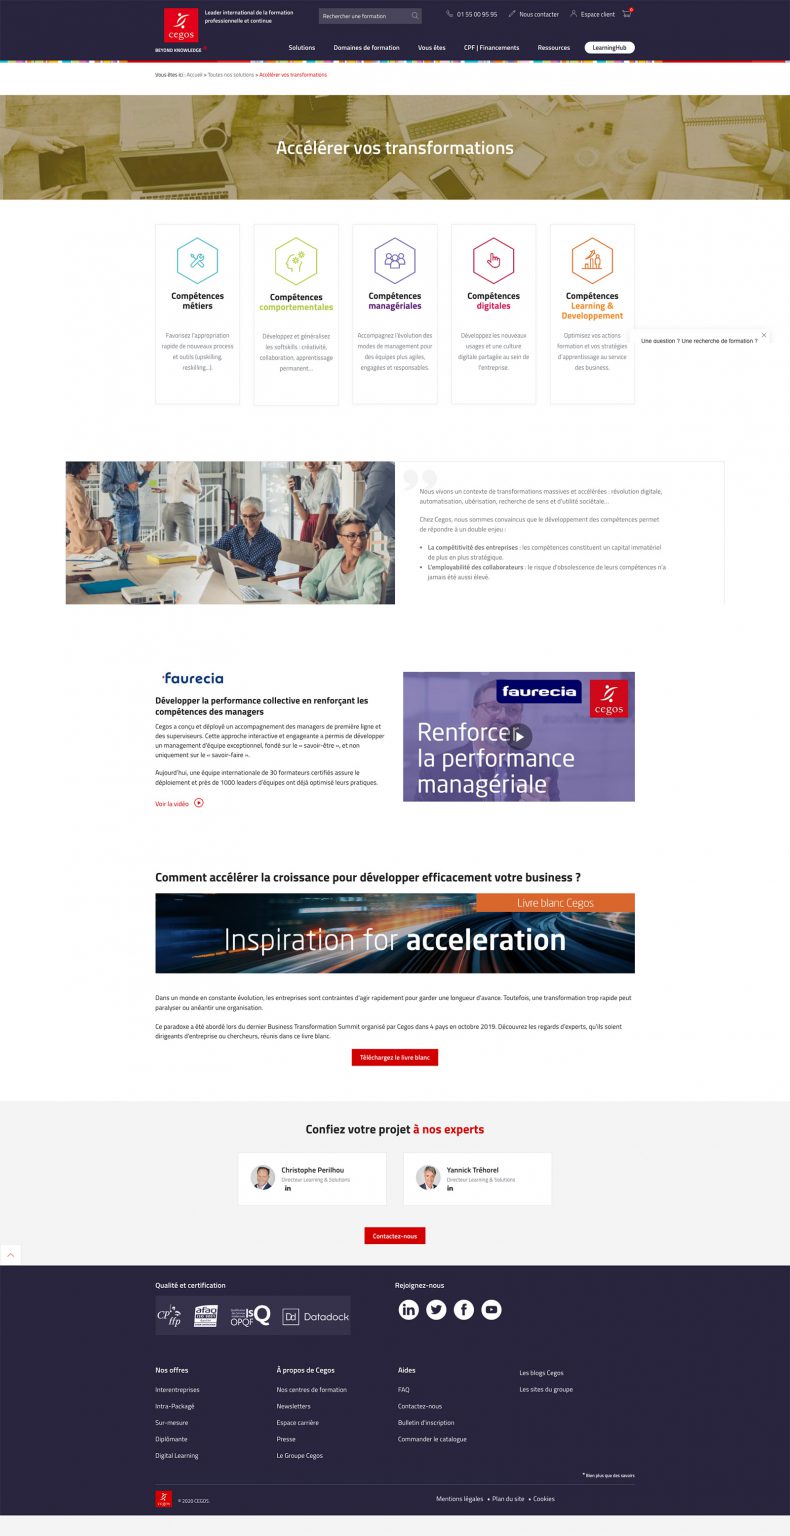 cegos
BEYOND KNOWLEDGE *
Leader international de la formation
professionnelle et continue
Rechercher une formation
01 55 00 95 95
Nous contacter
Espace client
0
Solutions
Domaines de formation
Vous êtes
CPF | Financements
Ressources
LearningHub
Vous êtes ici : Accueil » Toutes nos solutions » Accélérer vos transformations
Accélérer vos transformations
Compétences
métiers
Favorisez l'appropriation
rapide de nouveaux process
et outils (upskilling,
reskilling...).
Compétences
comportementales
Développez et généralisez
les softskills : créativité,
collaboration, apprentissage
permanent...
Compétences
managériales
Accompagnez l'évolution des
modes de management pour
des équipes plus agiles,
engagées et responsables.
Compétences
digitales
Développez les nouveaux
usages et une culture
digitale partagée au sein de
l'entreprise.
Compétences
Learning &
Developpement
Optimisez vos actions
formation et vos stratégies
d'apprentissage au service
des business.
Une question ? Une recherche de formation ?
Nous vivons un contexte de transformations massives et accélérées : révolution digitale,
automatisation, ubérisation, recherche de sens et d'utilité sociétale...
Chez Cegos, nous sommes convaincus que le développement des compétences permet
de répondre à un double enjeu :
• La compétitivité des entreprises : les compétences constituent un capital immatériel
de plus en plus stratégique.
• L'employabilité des collaborateurs : le risque d'obsolescence de leurs compétences n'a
jamais été aussi élevé.
faurecia
Développer la performance collective en renforçant les
compétences des managers
Cegos a conçu et déployé un accompagnement des managers de première ligne et
des superviseurs. Cette approche interactive et engageante a permis de développer
un management d'équipe exceptionnel, fondé sur le « savoir-être », et non
uniquement sur le « savoir-faire ».
Aujourd'hui, une équipe internationale de 30 formateurs certifiés assure le
déploiement et près de 1000 leaders d'équipes ont déjà optimisé leurs pratiques.
Voir la vidéo
faurecia
cegos
Renforcer
la performance
managériale
Comment accélérer la croissance pour développer efficacement votre business ?
Livre blanc Cegos
Inspiration for acceleration
Dans un monde en constante évolution, les entreprises sont contraintes d'agir rapidement pour garder une longueur d'avance. Toutefois, une transformation trop rapide peut
paralyser ou anéantir une organisation.
Ce paradoxe a été abordé lors du dernier Business Transformation Summit organisé par Cegos dans 4 pays en octobre 2019. Découvrez les regards d'experts, qu'ils soient
dirigeants d'entreprise ou chercheurs, réunis dans ce livre blanc.
Téléchargez le livre blanc
Confiez votre projet à nos experts
Christophe Perilhou
Directeur Learning & Solutions
in
Yannick Tréhorel
Directeur Learning & Solutions
in
Contactez-nous
Qualité et certification
Rejoignez-nous
CP ffp
afaq
ISQ
OPQF
Dd Datadock
in
Nos offres
Interentreprises
Intra-Packagé
Sur-mesure
Diplômante
Digital Learning
À propos de Cegos
Nos centres de formation
Newsletters
Espace carrière
Presse
Le Groupe Cegos
Aides
FAQ
Contactez-nous
Bulletin d'inscription
Commander le catalogue
Les blogs Cegos
Les sites du groupe
* Bien plus que des savoirs
cegos
© 2020 CEGOS
Mentions légales • Plan du site • Cookies